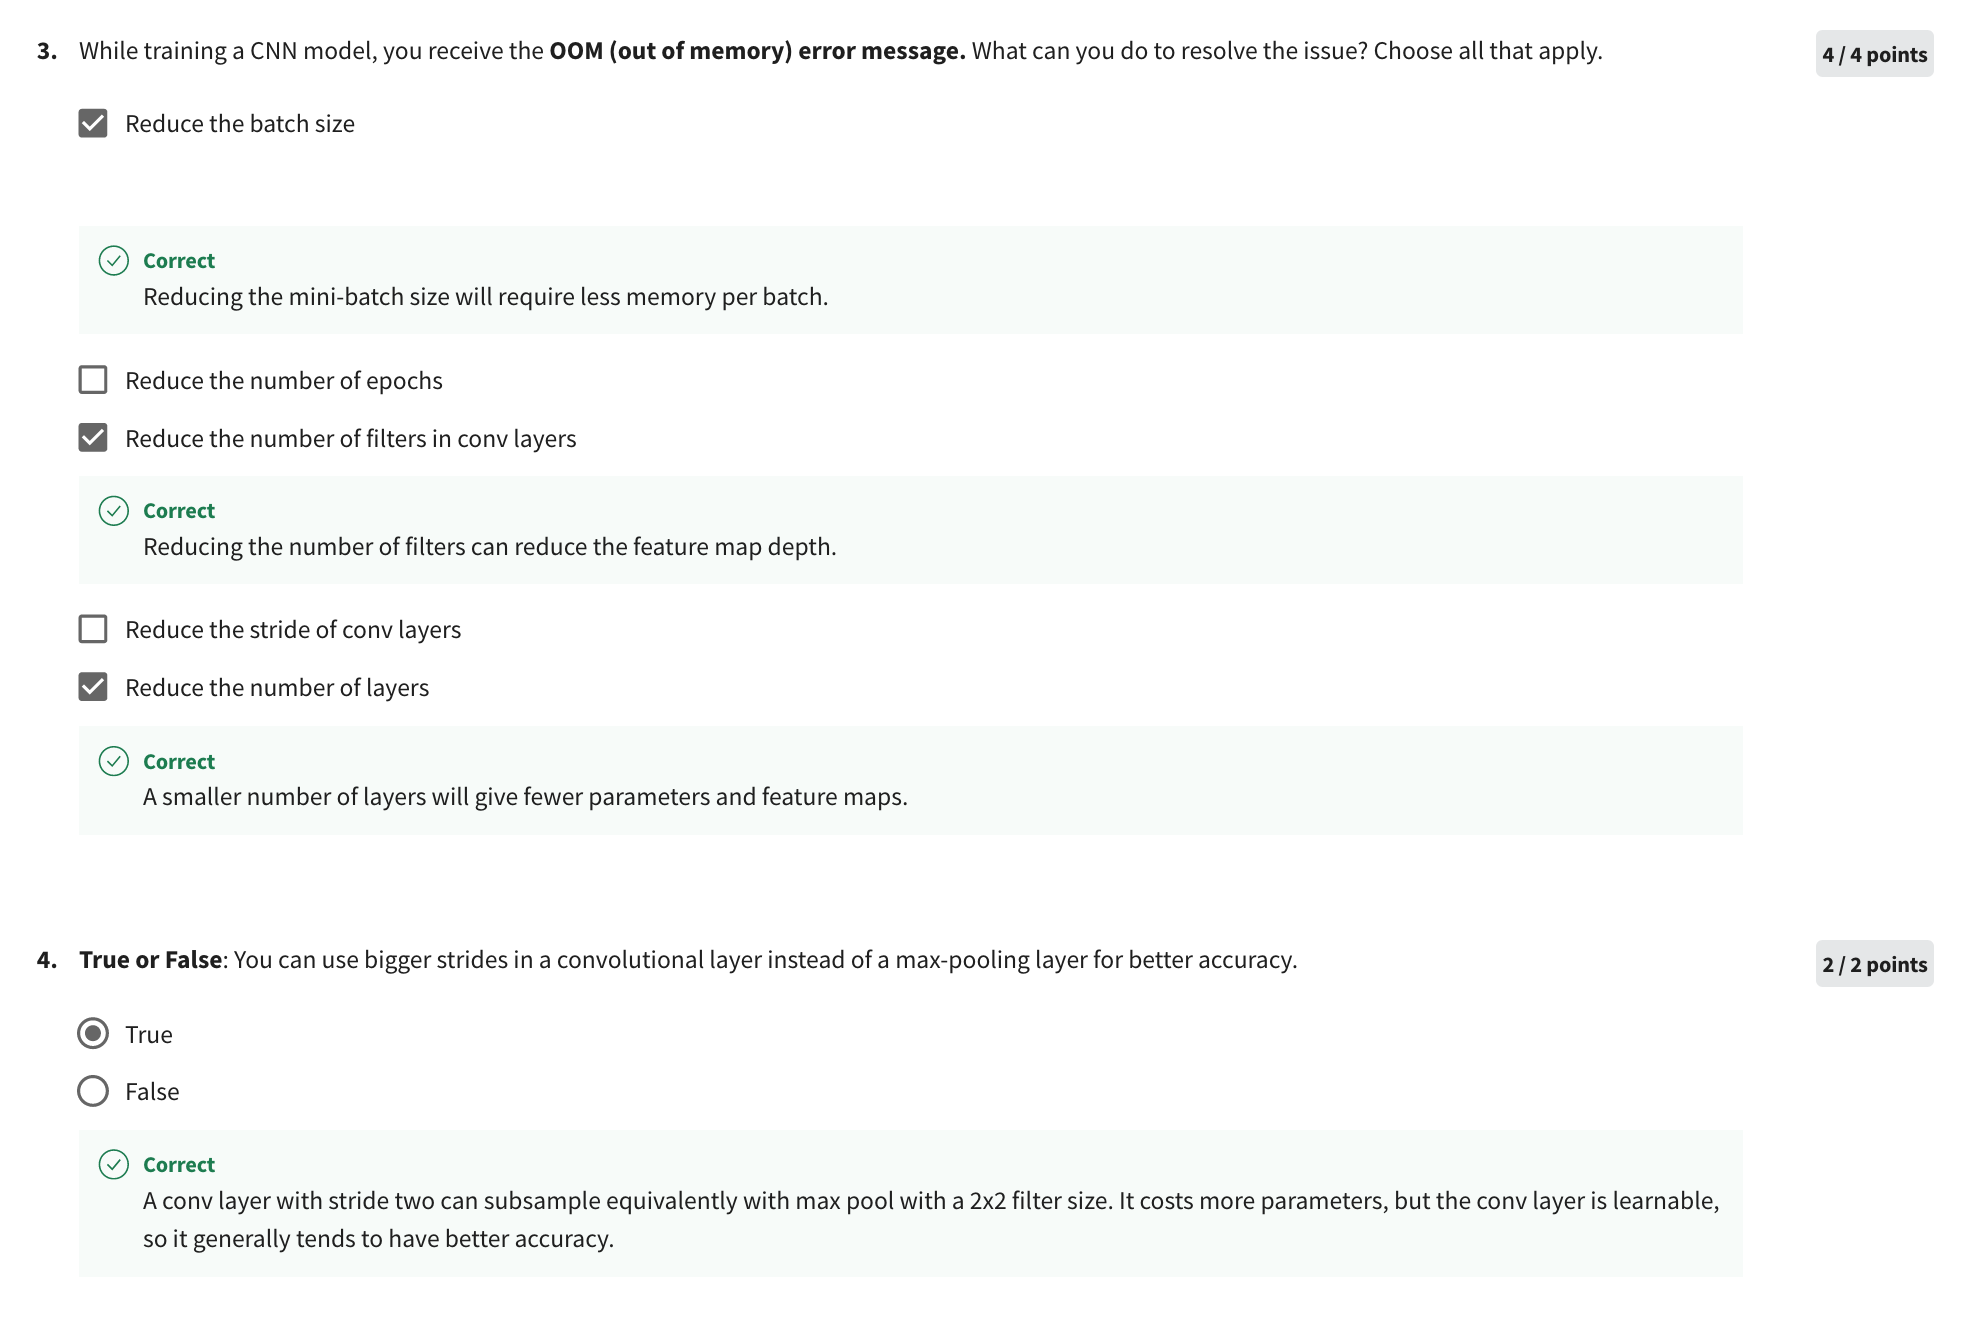 3. While training a CNN model, you receive the OOM (out of memory) error message. What can you do to resolve the issue? Choose all that apply.
4 / 4 points
Reduce the batch size
Correct
Reducing the mini-batch size will require less memory per batch.
Reduce the number of epochs
Reduce the number of filters in conv layers
Correct
Reducing the number of filters can reduce the feature map depth.
Reduce the stride of conv layers
Reduce the number of layers
Correct
A smaller number of layers will give fewer parameters and feature maps.
4. True or False: You can use bigger strides in a convolutional layer instead of a max-pooling layer for better accuracy.
2 / 2 points
True
False
Correct
A conv layer with stride two can subsample equivalently with max pool with a 2x2 filter size. It costs more parameters, but the conv layer is learnable,
so it generally tends to have better accuracy.